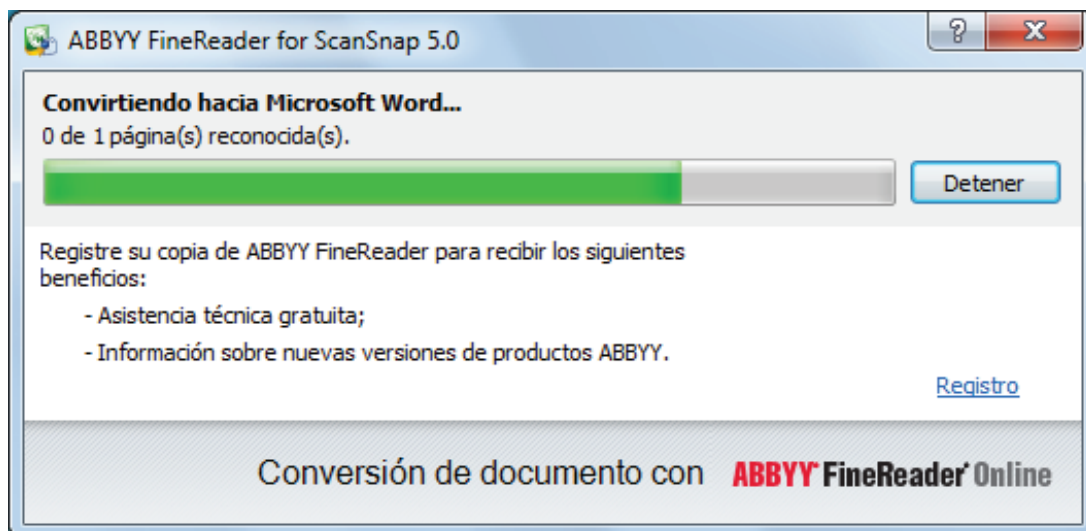 ABBYY FineReader for ScanSnap 5.0
Convirtiendo hacia Microsoft Word...
0 de 1 página(s) reconocida(s).
Detener
Registre su copia de ABBYY FineReader para recibir los siguientes
beneficios:
- Asistencia técnica gratuita;
- Información sobre nuevas versiones de productos ABBYY.
Registro
Conversión de documento con ABBYY FineReader Online